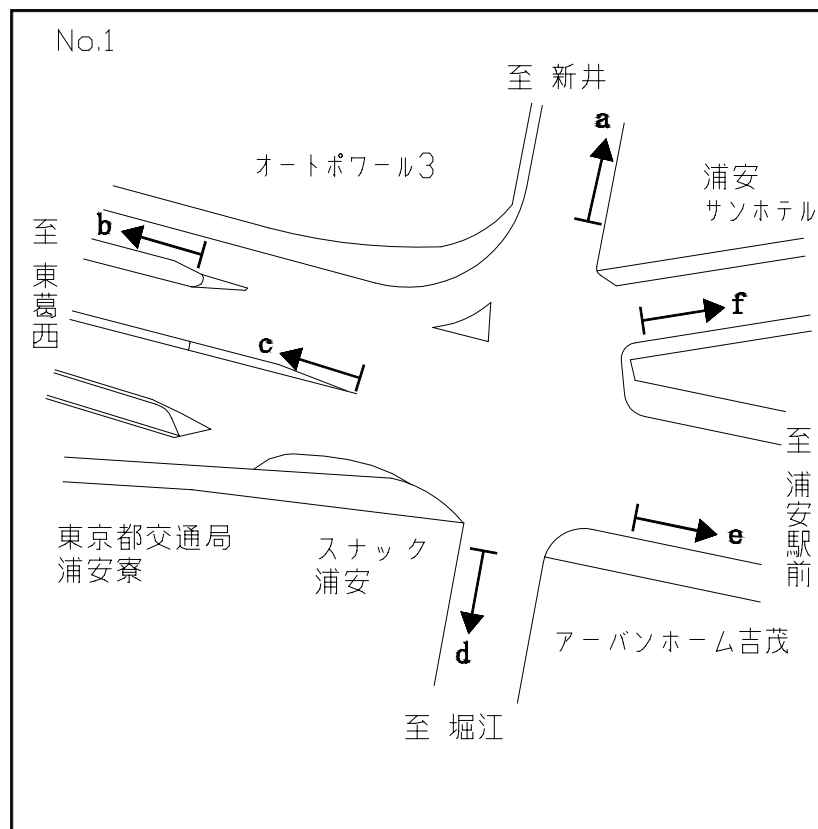 No.1
至 新井
a
オートポワール3
浦安
サンホテル
b
至 東葛西
f
c
至 浦安駅前
東京都交通局
浦安寮
スナック
浦安
e
d
アーバンホーム吉茂
至 堀江